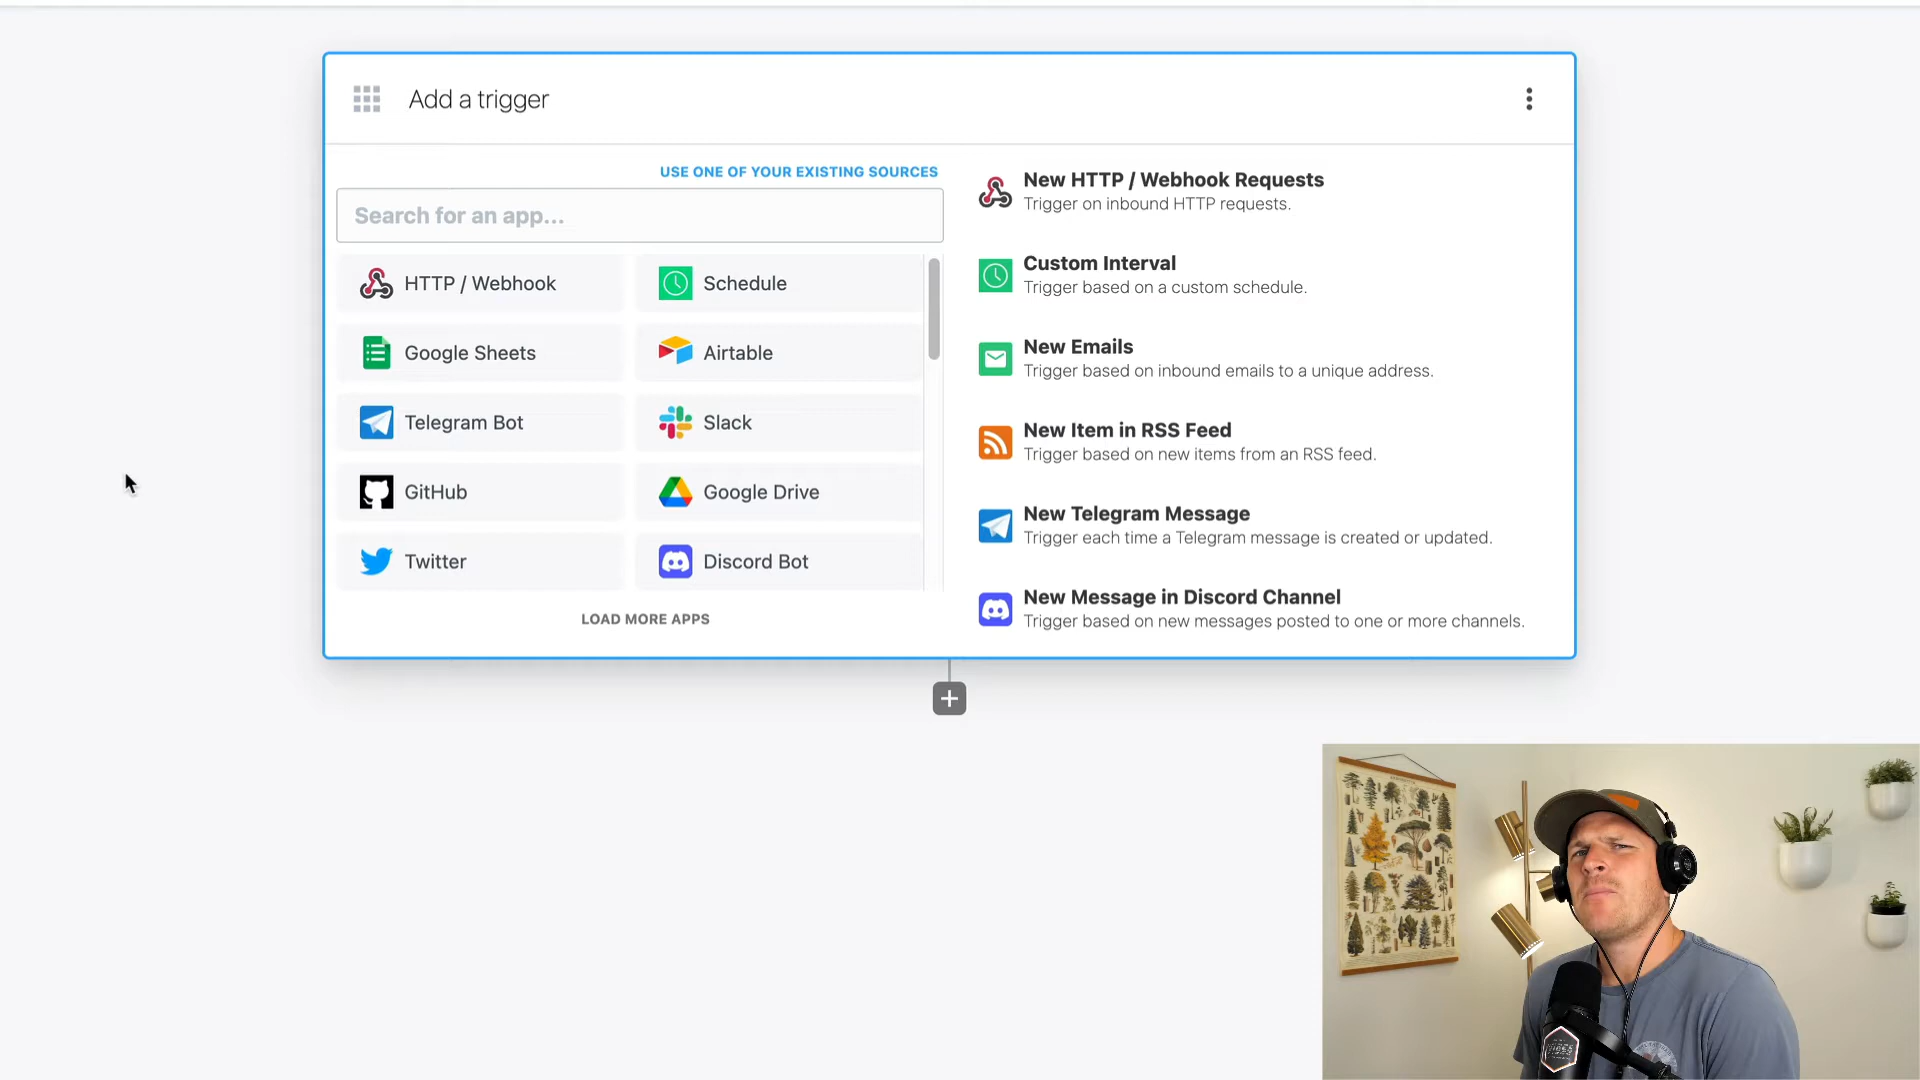 Add a trigger
USE ONE OF YOUR EXISTING SOURCES
Search for an app...
HTTP / Webhook
Schedule
Google Sheets
Airtable
Telegram Bot
Slack
GitHub
Google Drive
Twitter
Discord Bot
LOAD MORE APPS
New HTTP / Webhook Requests
Trigger on inbound HTTP requests.
Custom Interval
Trigger based on a custom schedule.
New Emails
Trigger based on inbound emails to a unique address.
New Item in RSS Feed
Trigger based on new items from an RSS feed.
New Telegram Message
Trigger each time a Telegram message is created or updated.
New Message in Discord Channel
Trigger based on new messages posted to one or more channels.